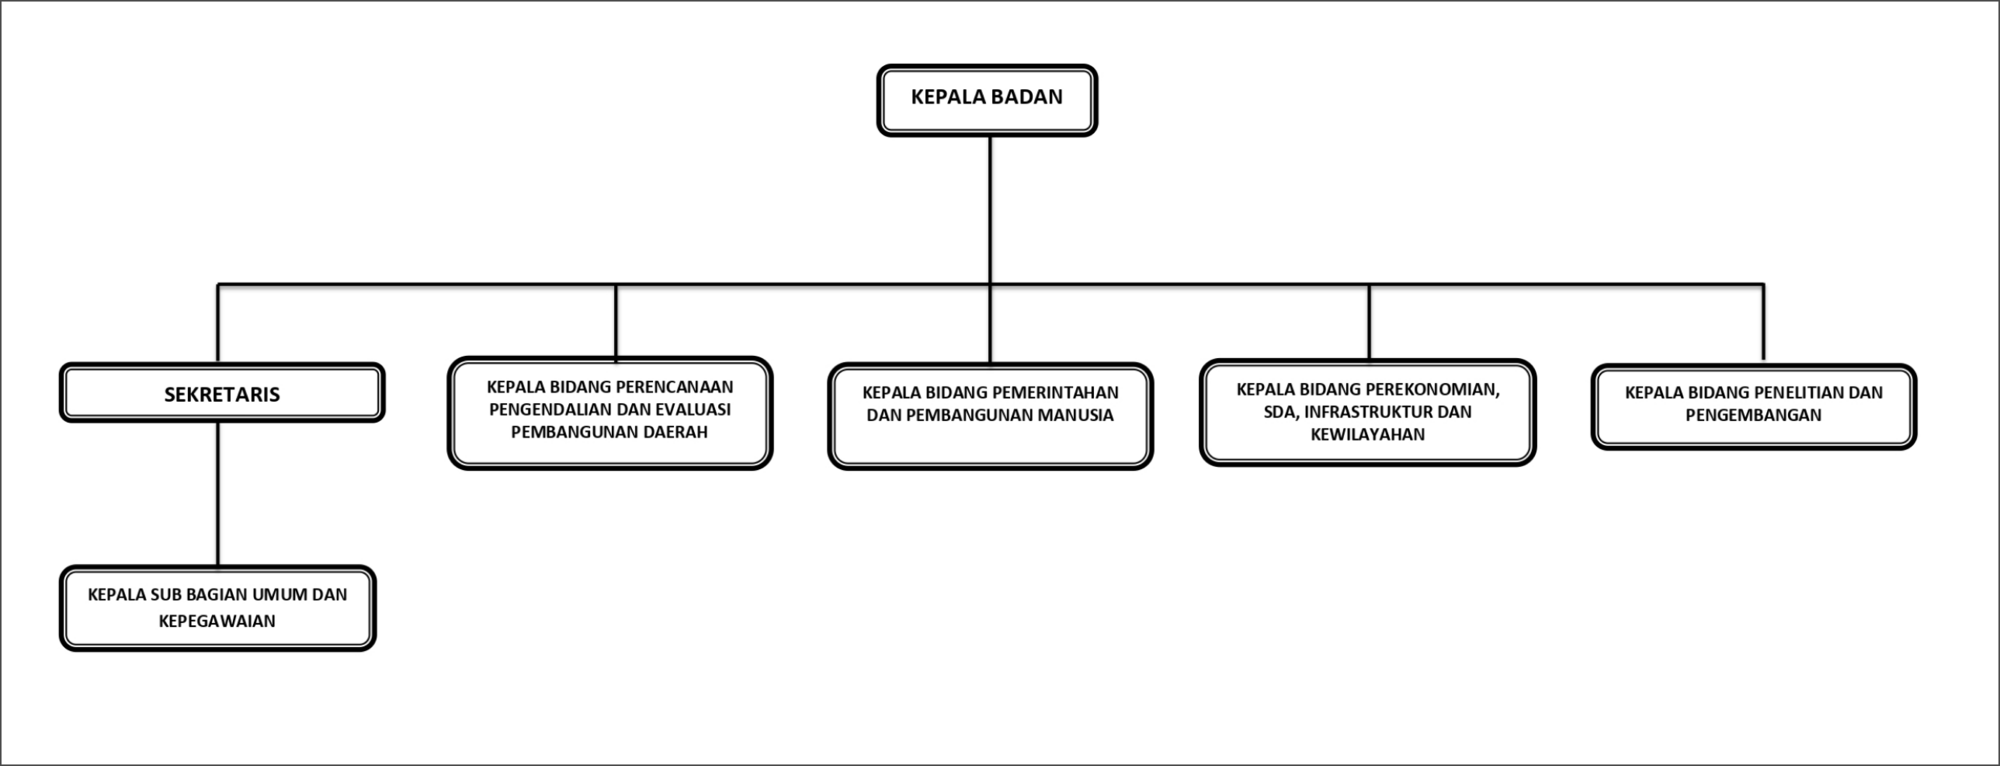 KEPALA BADAN
SEKRETARIS
KEPALA BIDANG PERENCANAAN
PENGENDALIAN DAN EVALUASI
PEMBANGUNAN DAERAH
KEPALA BIDANG PEMERINTAHAN
DAN PEMBANGUNAN MANUSIA
KEPALA BIDANG PEREKONOMIAN,
SDA, INFRASTRUKTUR DAN
KEWILAYAHAN
KEPALA BIDANG PENELITIAN DAN
PENGEMBANGAN
KEPALA SUB BAGIAN UMUM DAN
KEPEGAWAIAN